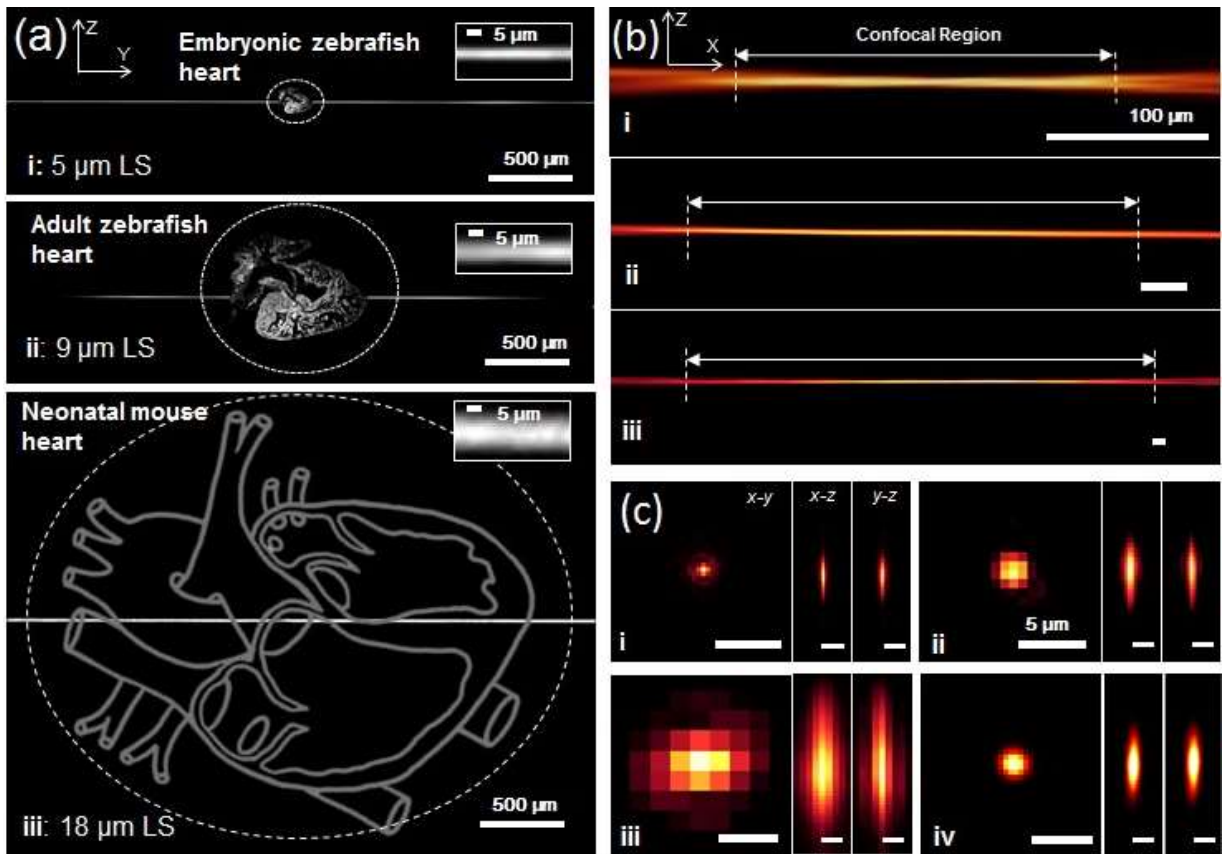 (a)
Z
Y
Embryonic zebrafish
heart
5 µm
i: 5 µm LS
500 µm
Adult zebrafish
heart
5 µm
ii: 9 µm LS
500 µm
Neonatal mouse
heart
5 µm
iii: 18 µm LS
500 µm
(b)
Z
X
Confocal Region
i
100 µm
ii
iii
(c)
x-y
x-z
y-z
i
ii
5 µm
iii
iv